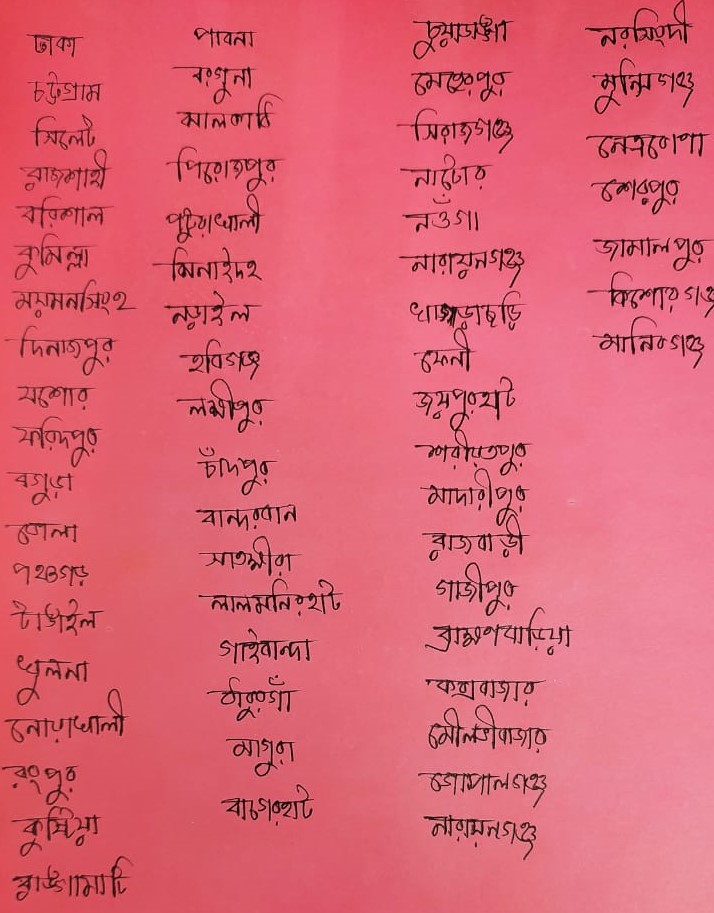 ঢাকা
চট্টগ্রাম
সিলেট
রাজশাহী
বরিশাল
কুমিল্লা
ময়মনসিংহ
দিনাজপুর
যশোর
ফরিদপুর
বগুড়া
ভোলা
পঞ্চগড়
টাঙাইল
খুলনা
নোয়াখালী
রংপুর
কুষ্টিয়া
রাঙ্গামাটি
পাবনা
বরগুনা
ঝালকাঠি
পিরোজপুর
পটুয়াখালী
ঝিনাইদহ
নড়াইল
হবিগঞ্জ
লক্ষীপুর
চাঁদপুর
বান্দরবান
সাতক্ষীরা
লালমনিরহাট
গাইবান্দা
ঠাকুরগাঁ
মাগুরা
বাগেরহাট
চুয়াডাঙ্গা
মেহেরপুর
সিরাজগঞ্জ
নাটোর
নওঁগা
নারায়নগঞ্জ
খাগড়াছড়ি
ফেনী
জয়পুরহাট
শরীয়তপুর
মাদারীপুর
রাজবাড়ী
গাজীপুর
ব্রাহ্মণবাড়িয়া
কক্সবাজার
মৌলভীবাজার
গোপালগঞ্জ
নারায়নগঞ্জ
নরসিংদী
মুন্সিগঞ্জ
নেত্রকোণা
শেরপুর
জামালপুর
কিশোরগঞ্জ
মানিকগঞ্জ